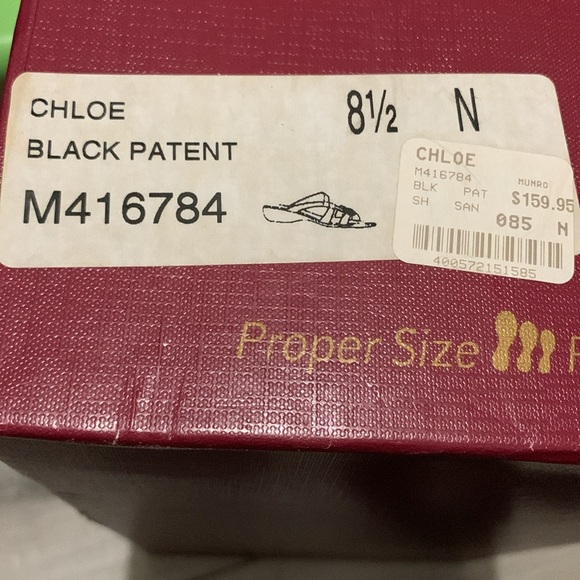 CHLOE 8½ N
BLACK PATENT
M416784
CHLOE
M416784 MUNRO
BLK PAT $159.95
SH SAN 085 N
400572151585
Proper Size